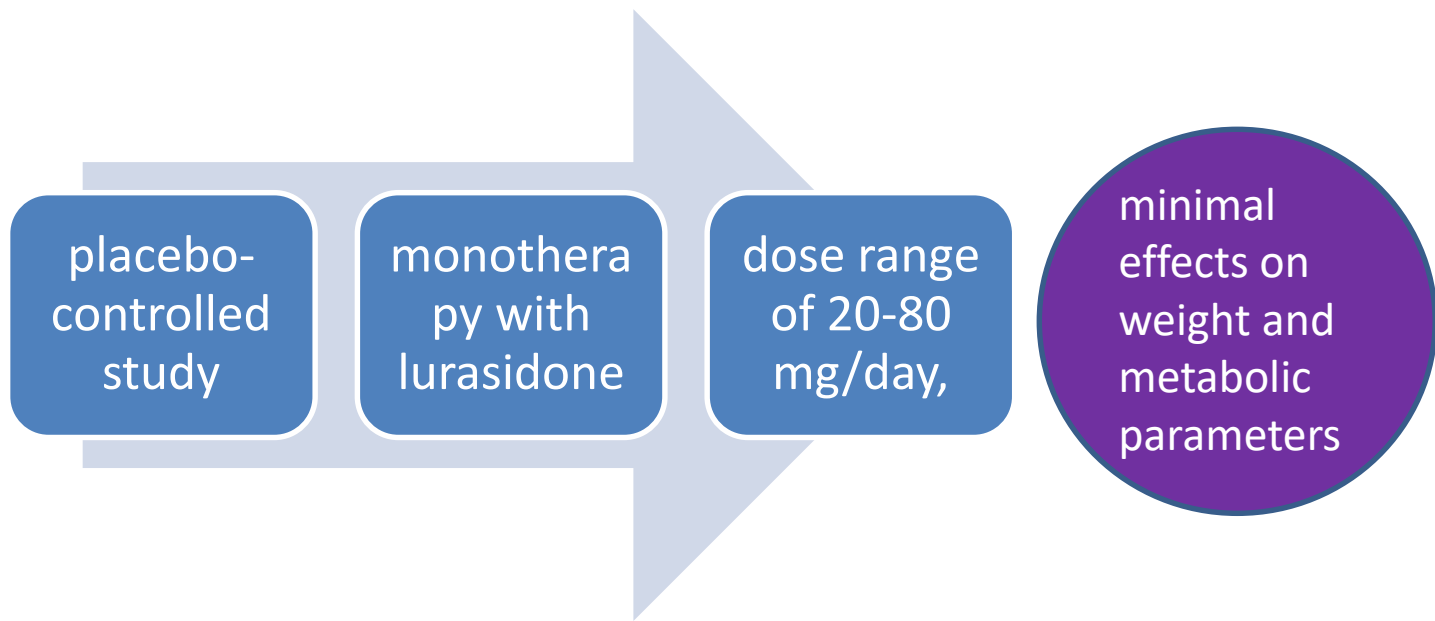 placebo-
controlled
study
monothera
py with
lurasidone
dose range
of 20-80
mg/day,
minimal
effects on
weight and
metabolic
parameters